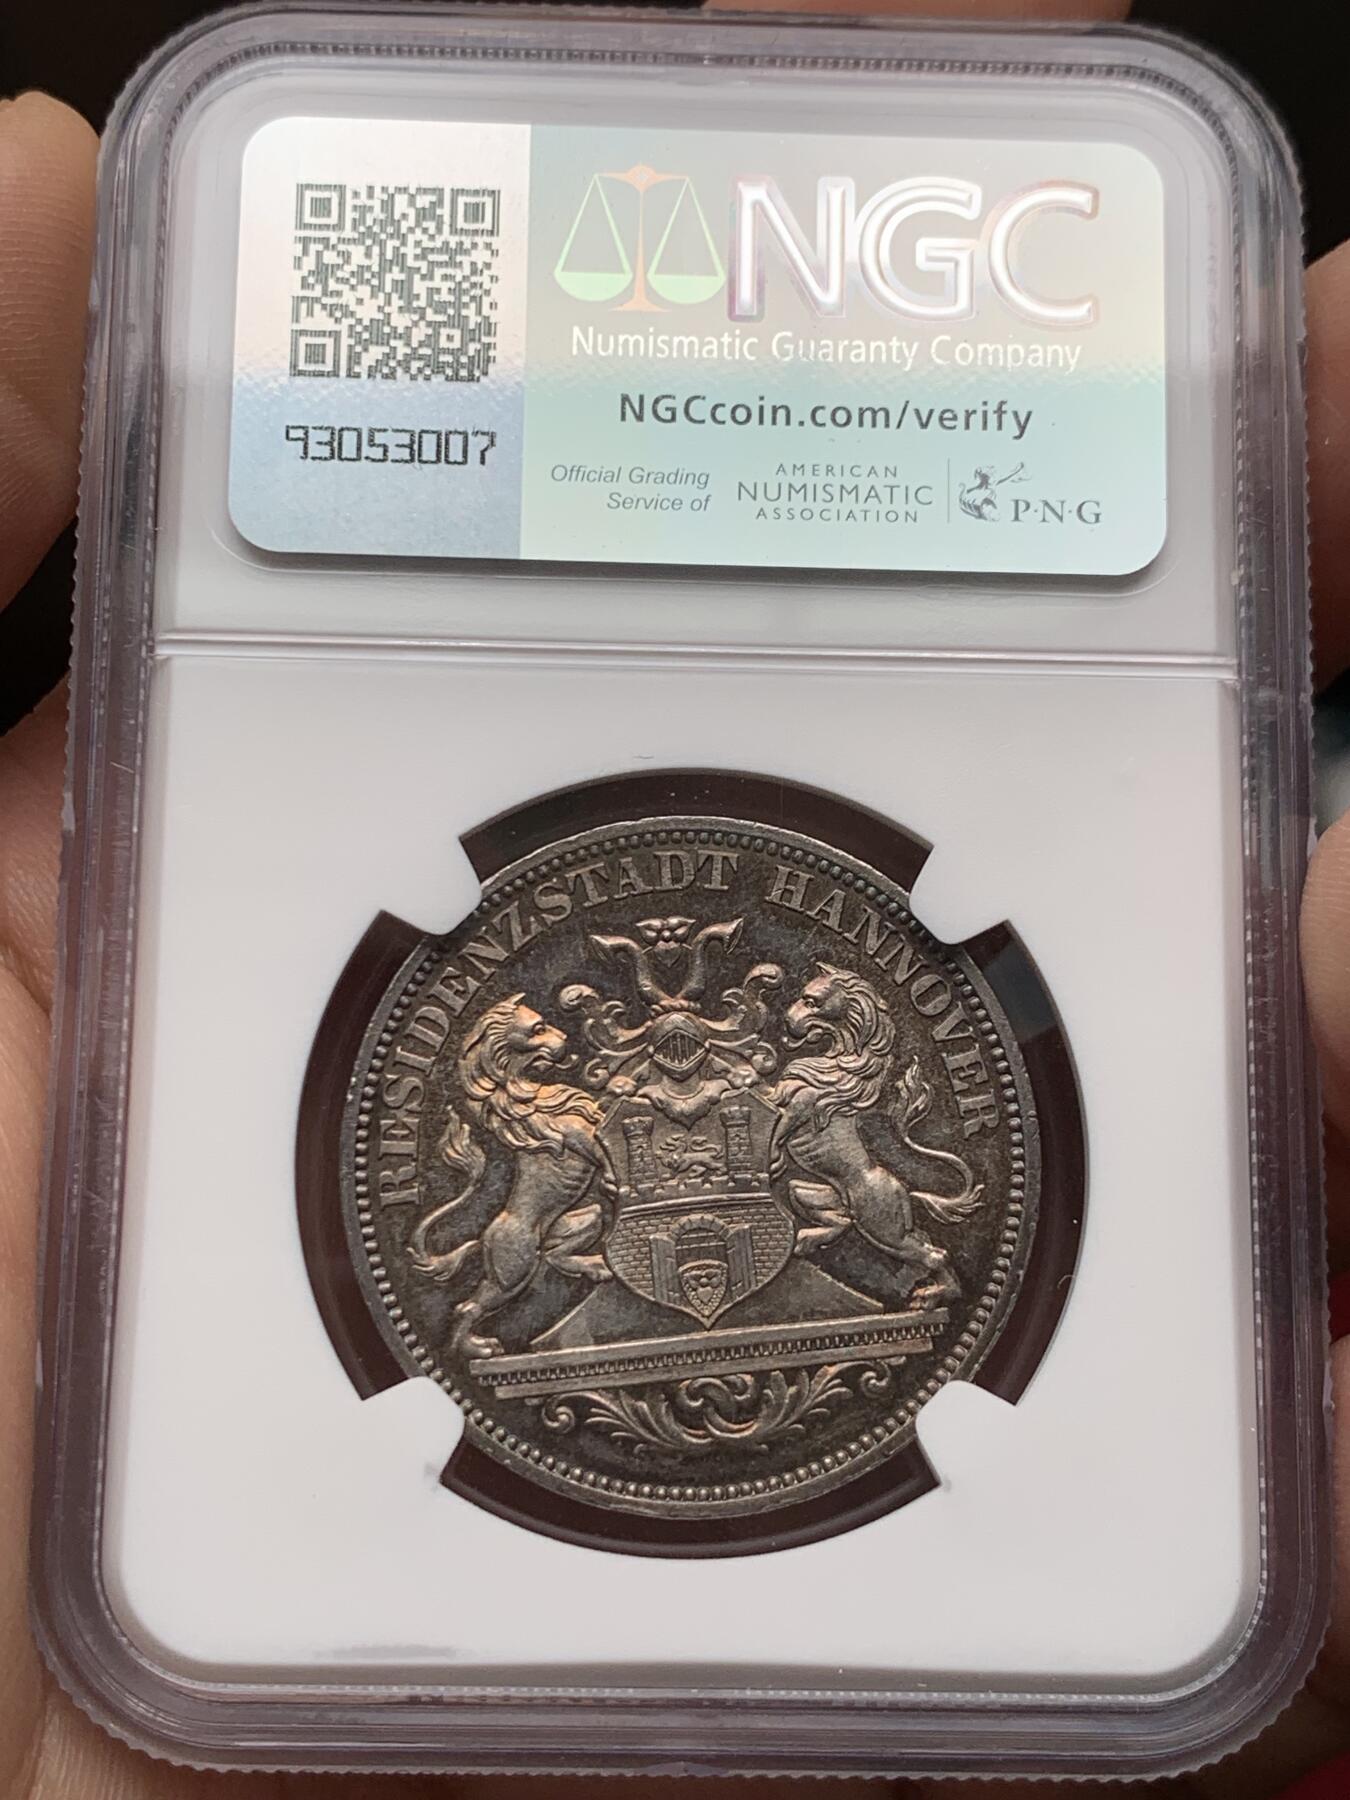 NGC
Numismatic Guaranty Company
NGCcoin.com/verify
93053007
Official Grading
Service of
AMERICAN
NUMISMATIC
ASSOCIATION
P·N·G
RESIDENZSTADT HANNOVER